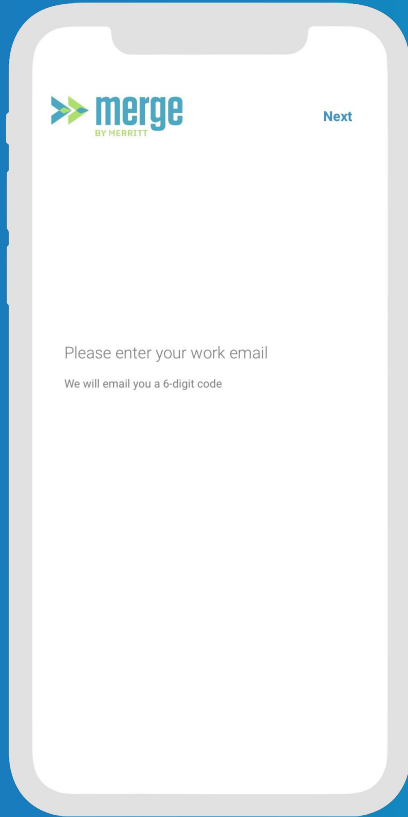 merge
BY MERRITT
Next
Please enter your work email
We will email you a 6-digit code